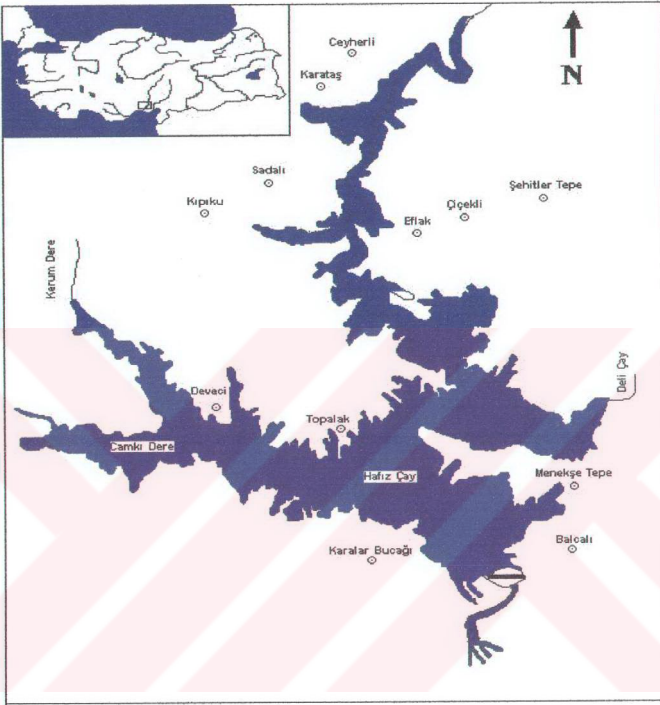 Ceyherli
N
Karataş
Sadalı
Şehitler Tepe
Kıpıku
Çiçekli
Eflak
Kerum Dere
Deli Çay
Devaci
Topalak
Camkı Dere
Hafız Çay
Menekşe Tepe
Karalar Bucağı
Balcalı